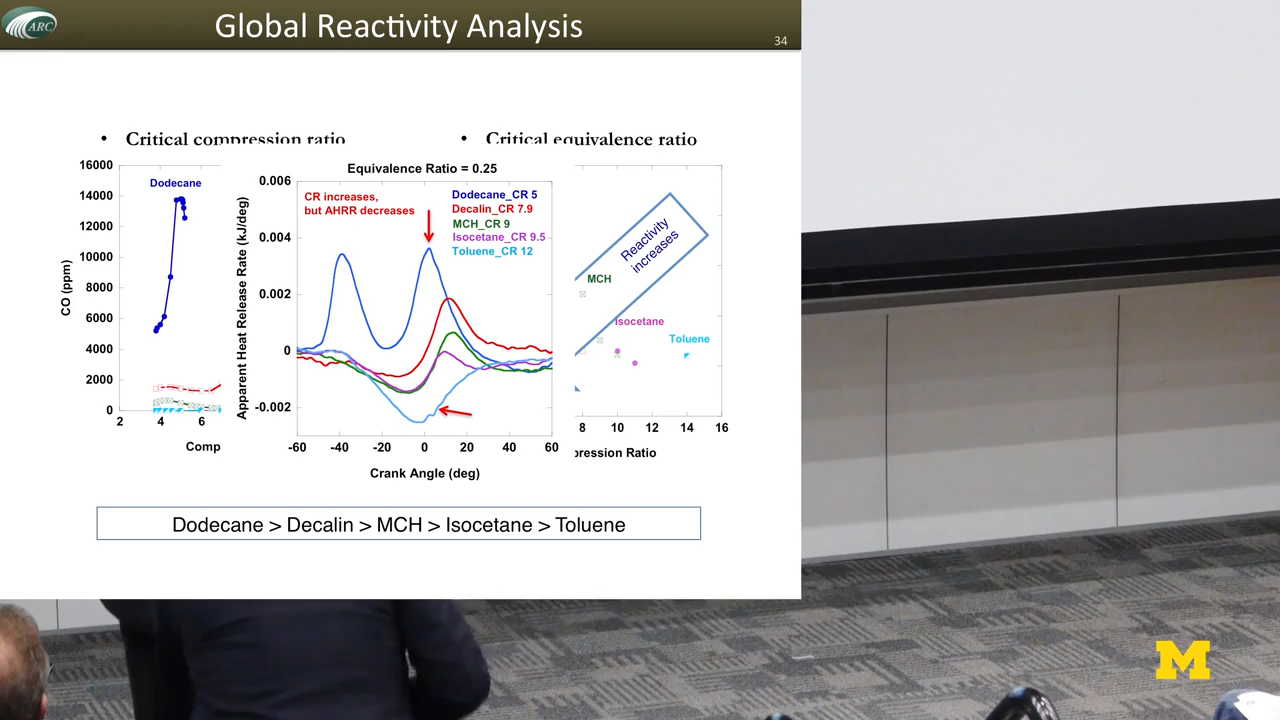 ARC
Global Reactivity Analysis
34
• Critical compression ratio
• Critical equivalence ratio
16000
14000
12000
10000
8000
6000
4000
2000
0
CO (ppm)
Dodecane
2 4 6
Comp
Equivalence Ratio = 0.25
0.006
0.004
0.002
0
-0.002
Apparent Heat Release Rate (kJ/deg)
CR increases,
but AHRR decreases
Dodecane_CR 5
Decalin_CR 7.9
MCH_CR 9
Isocetane_CR 9.5
Toluene_CR 12
-60 -40 -20 0 20 40 60
Crank Angle (deg)
Reactivity
increases
MCH
Isocetane
Toluene
8 10 12 14 16
pression Ratio
Dodecane > Decalin > MCH > Isocetane > Toluene
M